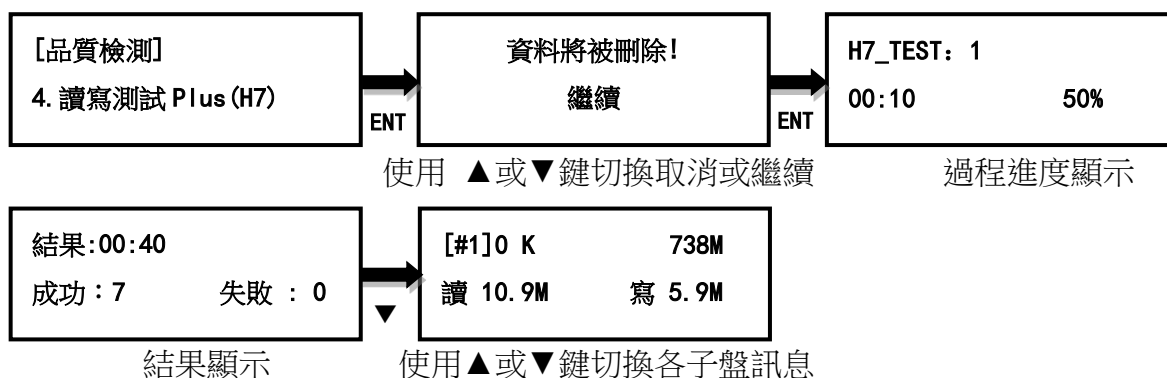 [品質檢測]
4.讀寫測試Plus(H7)
ENT
資料將被刪除!
繼續
ENT
H7_TEST: 1
00:10 50%
使用 ▲或▼鍵切換取消或繼續
過程進度顯示
結果:00:40
成功：7 失敗 : 0
▼
[#1]0 K 738M
讀 10.9M 寫 5.9M
結果顯示
使用▲或▼鍵切換各子盤訊息